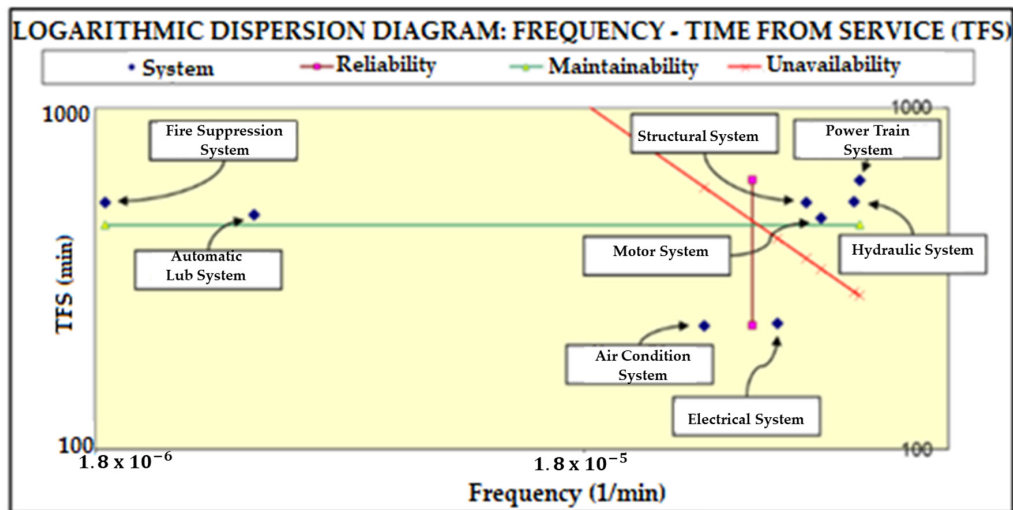 LOGARITHMIC DISPERSION DIAGRAM: FREQUENCY - TIME FROM SERVICE (TFS)
System
Reliability
Maintainability
Unavailability
1000
1000
Fire Suppression
System
Structural System
Power Train
System
Automatic
Lub System
Motor System
Hydraulic System
TFS (min)
Air Condition
System
Electrical System
100
100
1.8 x 10⁻⁶
1.8 x 10⁻⁵
Frequency (1/min)